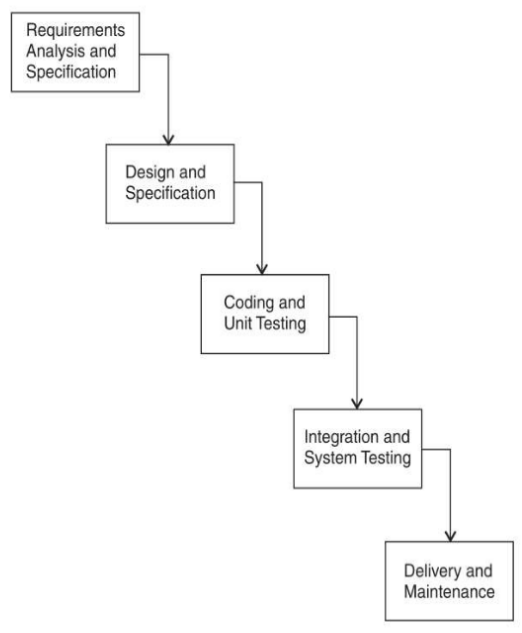 Requirements
Analysis and
Specification
Design and
Specification
Coding and
Unit Testing
Integration and
System Testing
Delivery and
Maintenance